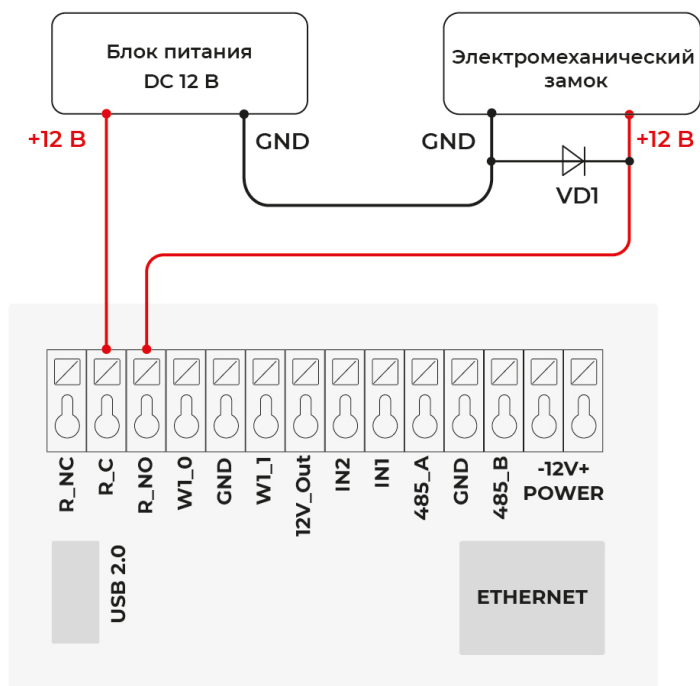 Блок питания
DC 12 В
Электромеханический
замок
+12 В
GND
GND
+12 В
VD1
R_NC
R_C
R_NO
W1_0
GND
W1_1
12V_Out
IN2
IN1
485_A
GND
485_B
-12V+
POWER
USB 2.0
ETHERNET